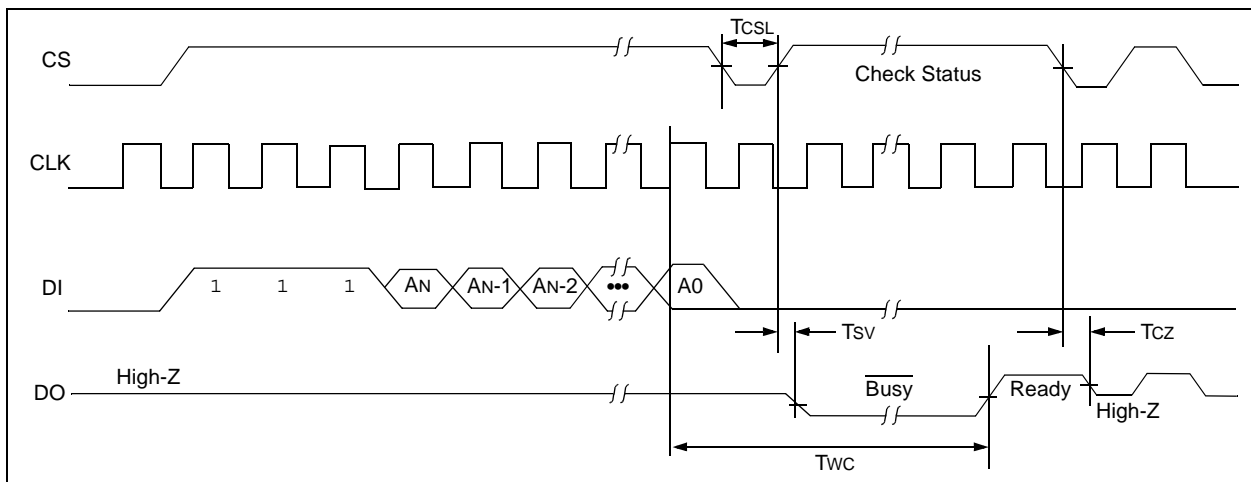 TCSL
CS
Check Status
CLK
DI
1 1 1 AN AN-1 AN-2 ••• A0
TSV
TCZ
High-Z
DO
Busy
Ready
High-Z
TWC